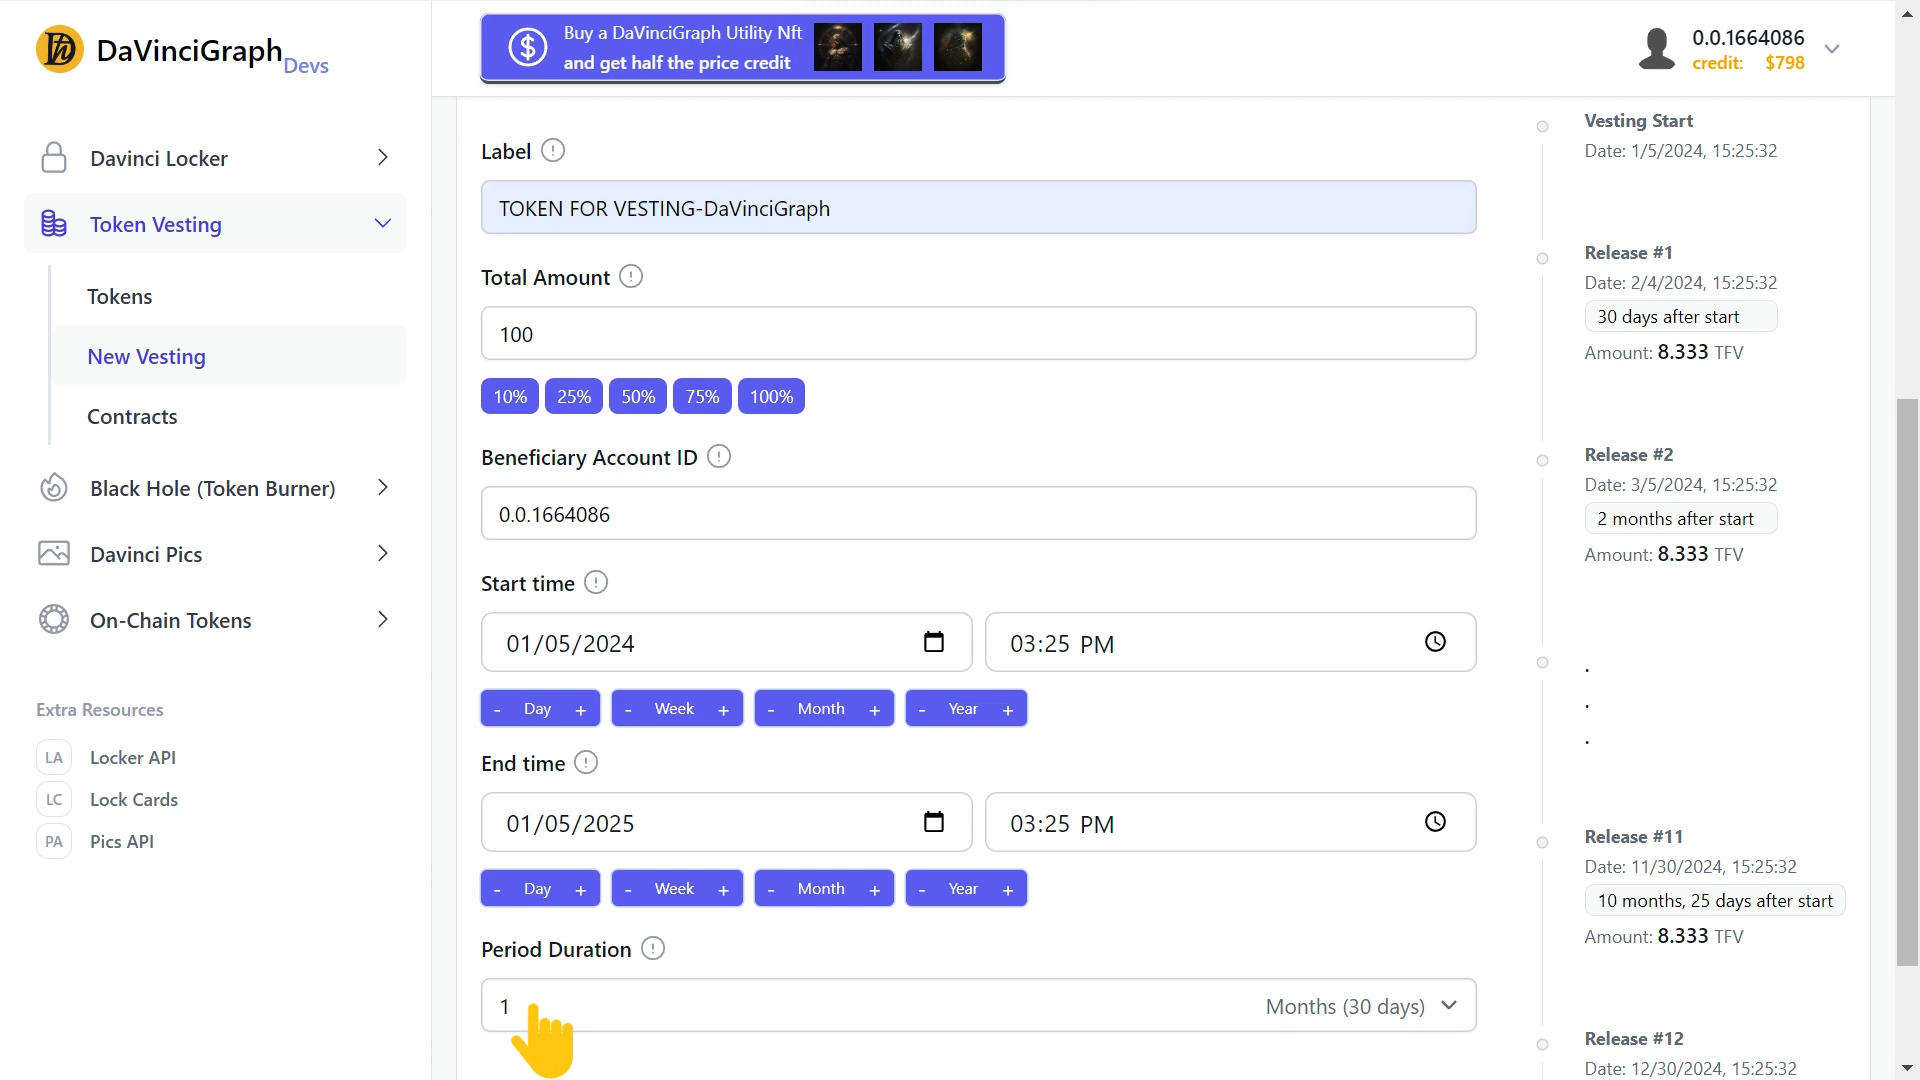 DaVinciGraph Devs
Buy a DaVinciGraph Utility Nft
and get half the price credit
0.0.1664086
credit: $798
Davinci Locker
Token Vesting
Tokens
New Vesting
Contracts
Black Hole (Token Burner)
Davinci Pics
On-Chain Tokens
Extra Resources
LA Locker API
LC Lock Cards
PA Pics API
Label
TOKEN FOR VESTING-DaVinciGraph
Total Amount
100
10% 25% 50% 75% 100%
Beneficiary Account ID
0.0.1664086
Start time
01/05/2024 03:25 PM
- Day + - Week + - Month + - Year +
End time
01/05/2025 03:25 PM
- Day + - Week + - Month + - Year +
Period Duration
1 Months (30 days)
Vesting Start
Date: 1/5/2024, 15:25:32
Release #1
Date: 2/4/2024, 15:25:32
30 days after start
Amount: 8.333 TFV
Release #2
Date: 3/5/2024, 15:25:32
2 months after start
Amount: 8.333 TFV
.
.
.
Release #11
Date: 11/30/2024, 15:25:32
10 months, 25 days after start
Amount: 8.333 TFV
Release #12
Date: 12/30/2024, 15:25:32